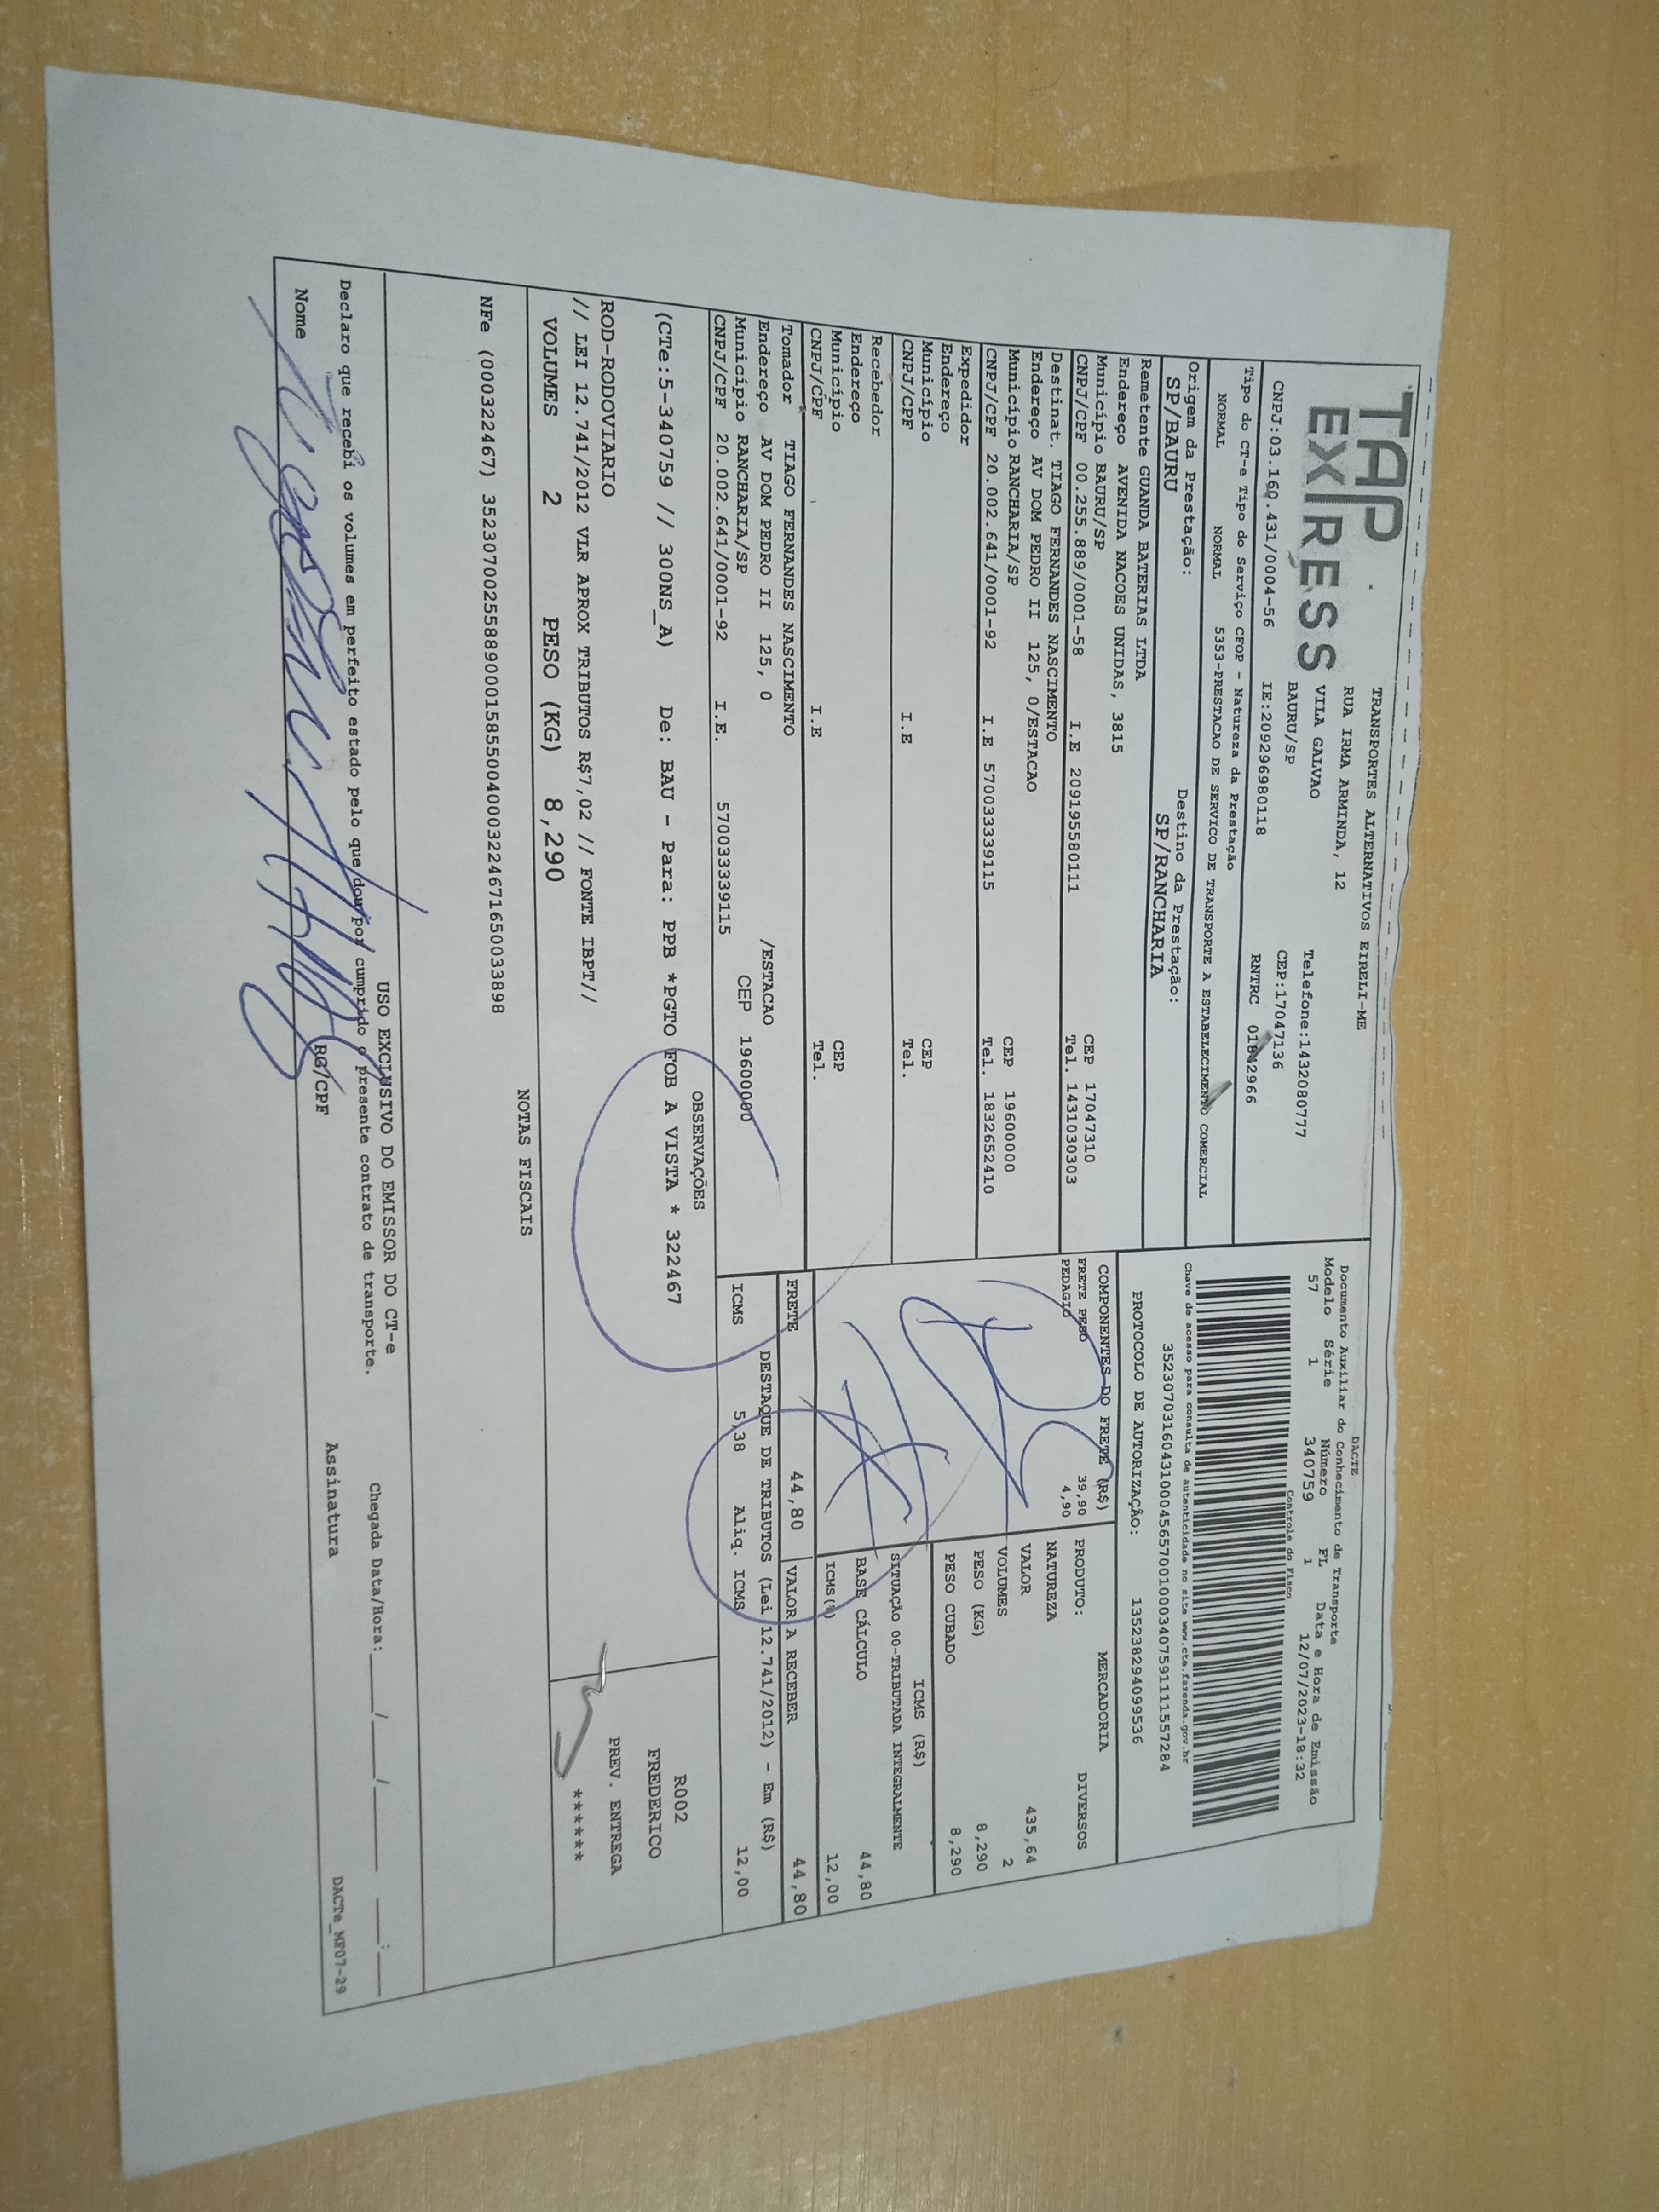 TAP
EXPRESS
TRANSPORTES ALTERNATIVOS EIRELI-ME
RUA IRMA ARMINDA, 12
VILA GALVAO Telefone:1432080777
BAURU/SP CEP:17047136
CNPJ:03.160.431/0004-56 IE:209296980118 RNTRC 01842966
Tipo do CT-e Tipo do Serviço CFOP - Natureza da Prestação
NORMAL NORMAL 5353-PRESTACAO DE SERVICO DE TRANSPORTE A ESTABELECIMENTO COMERCIAL
Origem da Prestação: Destino da Prestação:
SP/BAURU SP/RANCHARIA
DACTE
Documento Auxiliar do Conhecimento de Transporte
Modelo Série Número FL Data e Hora de Emissão
57 1 340759 1 12/07/2023-18:32
Controle do Fisco
Chave de acesso para consulta de autenticidade no site www.cte.fazenda.gov.br
35230703160431000456570010003407591111557284
PROTOCOLO DE AUTORIZAÇÃO: 135238294099536
Remetente GUANDA BATERIAS LTDA
Endereço AVENIDA NACOES UNIDAS, 3815
Município BAURU/SP CEP 17047310
CNPJ/CPF 00.255.889/0001-58 I.E 209195580111 Tel. 1431030303
Destinat. TIAGO FERNANDES NASCIMENTO
Endereço AV DOM PEDRO II 125, 0/ESTACAO
Município RANCHARIA/SP CEP 19600000
CNPJ/CPF 20.002.641/0001-92 I.E 570033339115 Tel. 1832652410
Expedidor
Endereço
Município CEP
CNPJ/CPF I.E Tel.
Recebedor
Endereço
Município CEP
CNPJ/CPF I.E Tel.
Tomador TIAGO FERNANDES NASCIMENTO
Endereço AV DOM PEDRO II 125, 0 /ESTACAO
Município RANCHARIA/SP CEP 19600000
CNPJ/CPF 20.002.641/0001-92 I.E. 570033339115
COMPONENTES DO FRETE (R$)
FRETE PESO 39,90
PEDAGIO 4,90
MERCADORIA
PRODUTO: DIVERSOS
NATUREZA
VALOR 435,64
VOLUMES 2
PESO (KG) 8,290
PESO CUBADO 8,290
ICMS (R$)
SITUAÇÃO 00-TRIBUTADA INTEGRALMENTE
BASE CÁLCULO 44,80
ICMS(%) 12,00
FRETE 44,80 VALOR A RECEBER 44,80
DESTAQUE DE TRIBUTOS (Lei 12.741/2012) - Em (R$)
ICMS 5,38 Aliq. ICMS 12,00
OBSERVAÇÕES
(CTe:5-340759 // 300NS_A) De: BAU - Para: PPB *PGTO FOB A VISTA * 322467
ROD-RODOVIARIO
// LEI 12.741/2012 VLR APROX TRIBUTOS R$7,02 // FONTE IBPT//
R002
FREDERICO
PREV. ENTREGA
******
VOLUMES 2 PESO (KG) 8,290
NOTAS FISCAIS
NFe (000322467) 35230700255889000158550040003224671650033898
USO EXCLUSIVO DO EMISSOR DO CT-e
Declaro que recebi os volumes em perfeito estado pelo que dou por cumprido o presente contrato de transporte.
Chegada Data/Hora: ____/____/____ ___:___
Nome RG/CPF Assinatura
DACTe_MF07-29